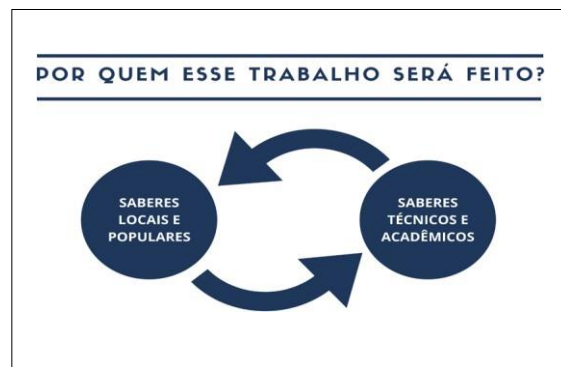 POR QUEM ESSE TRABALHO SERÁ FEITO?
SABERES
LOCAIS E
POPULARES
SABERES
TÉCNICOS E
ACADÊMICOS